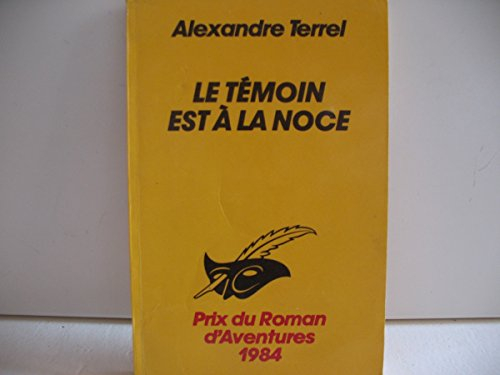 Alexandre Terrel
LE TÉMOIN
EST À LA NOCE
Prix du Roman
d'Aventures
1984